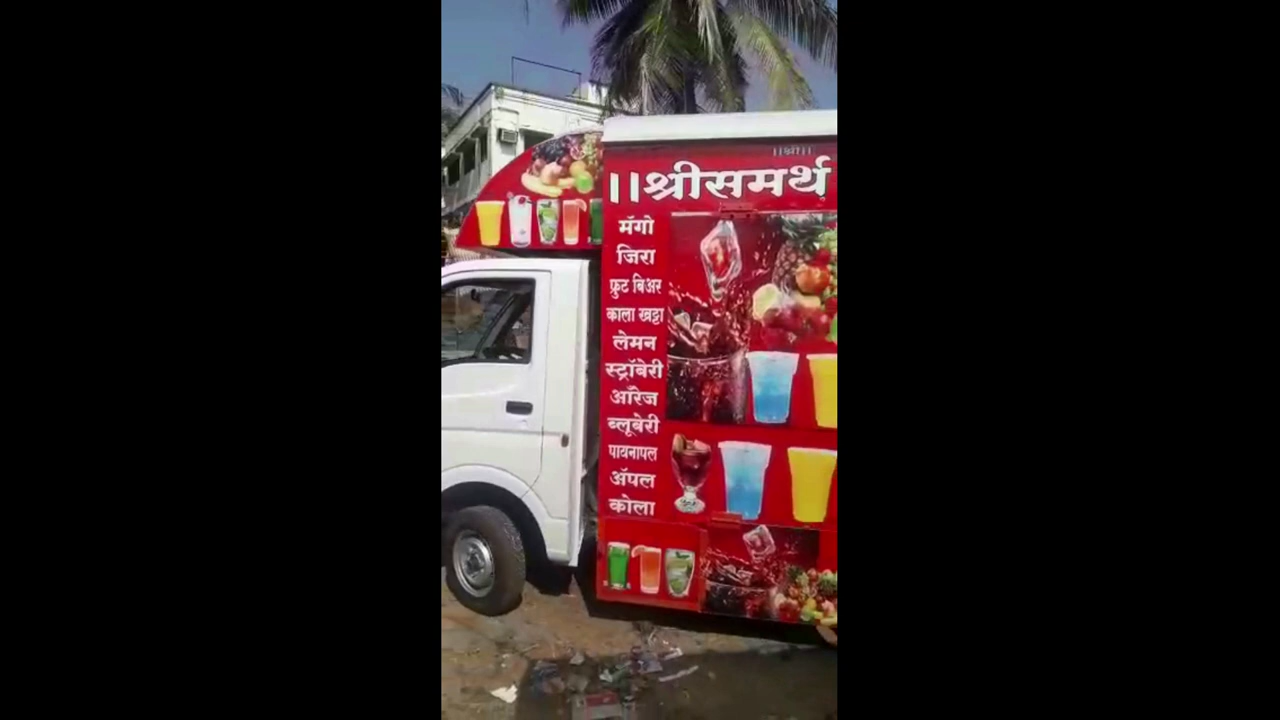 ||श्री||
||श्रीसमर्थ
मॅगो
जिरा
फ्रुट बिअर
काला खट्टा
लेमन
स्ट्रॉबेरी
ऑरेज
ब्लूबेरी
पायनापल
ॲपल
कोला